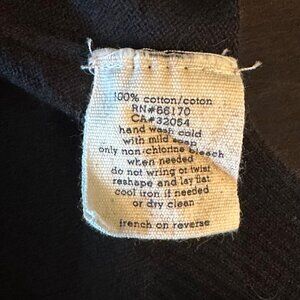 100% cotton/coton
RN#66170
CA#32054
hand wash cold
with mild soap
only non-chlorine bleach
when needed
do not wring or twist
reshape and lay flat
cool iron if needed
or dry clean
french on reverse